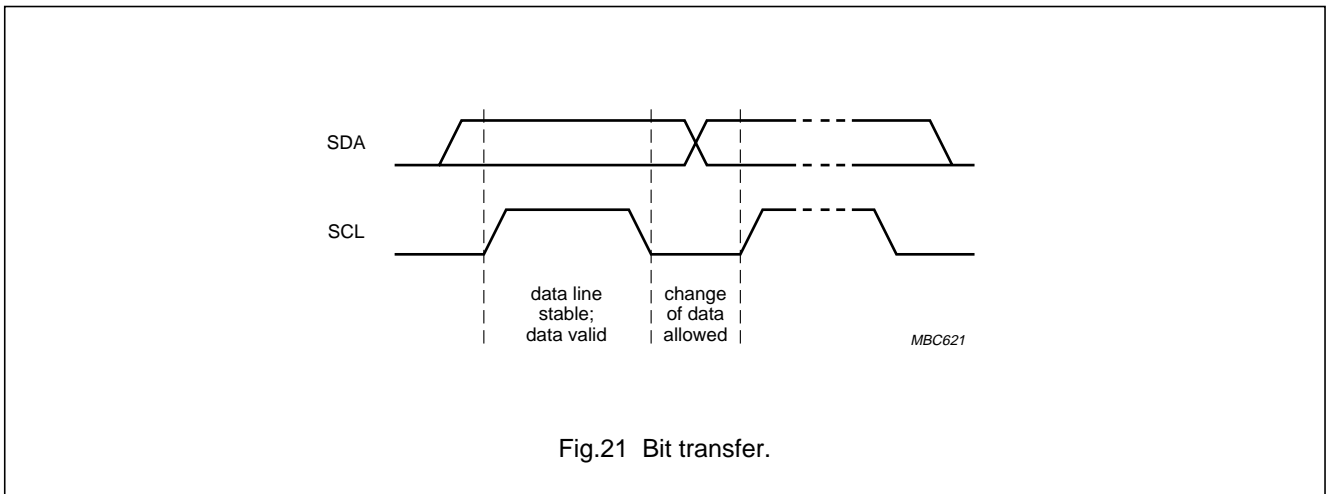 SDA
SCL
data line
stable;
data valid
change
of data
allowed
MBC621
Fig.21 Bit transfer.